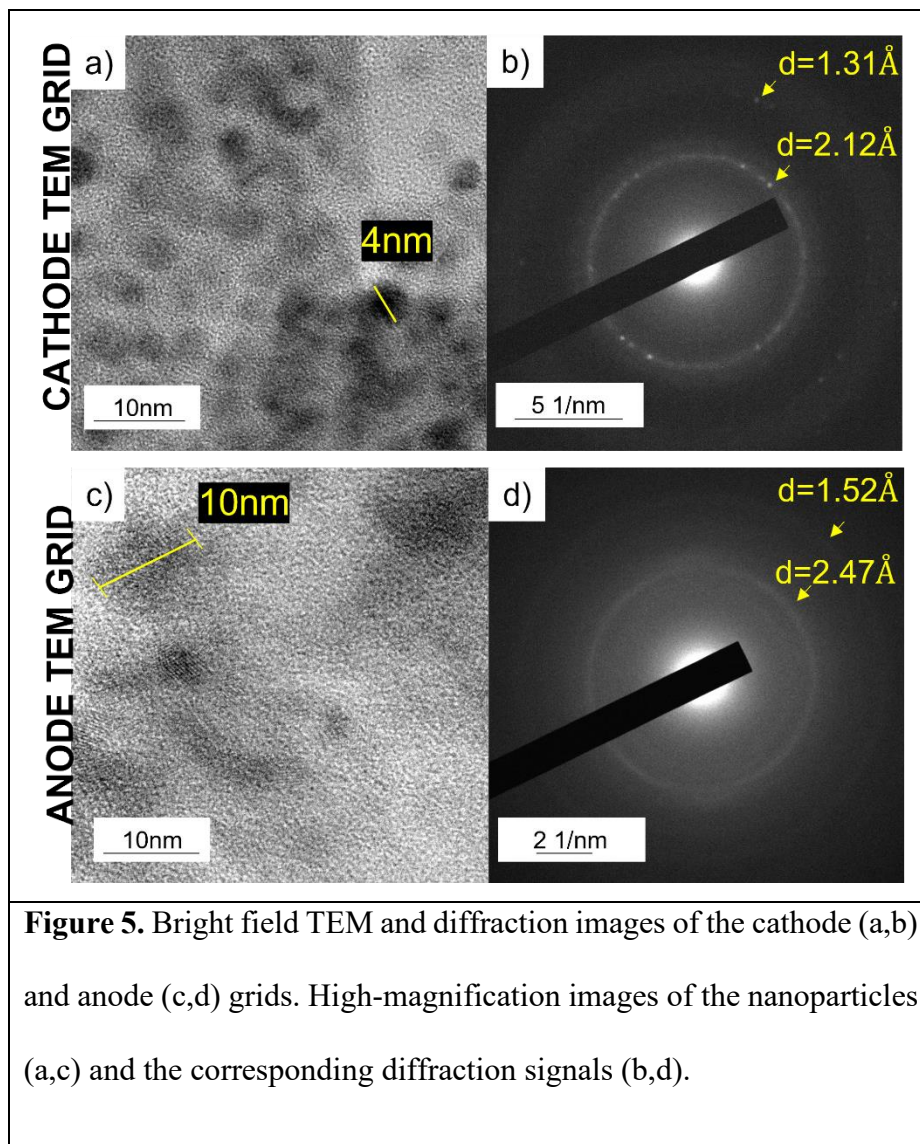 CATHODE TEM GRID
a)
4nm
10nm
b)
d=1.31Å
d=2.12Å
5 1/nm
ANODE TEM GRID
c)
10nm
10nm
d)
d=1.52Å
d=2.47Å
2 1/nm
Figure 5. Bright field TEM and diffraction images of the cathode (a,b)
and anode (c,d) grids. High-magnification images of the nanoparticles
(a,c) and the corresponding diffraction signals (b,d).